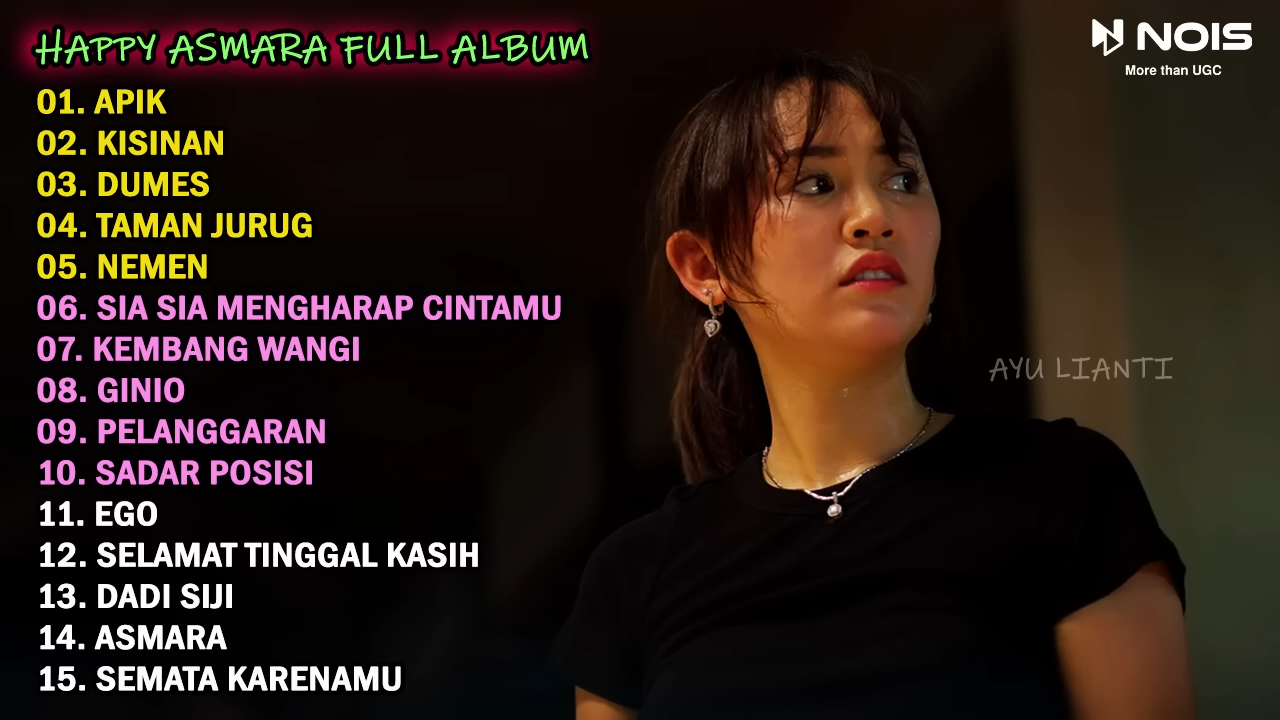 HAPPY ASMARA FULL ALBUM
01. APIK
02. KISINAN
03. DUMES
04. TAMAN JURUG
05. NEMEN
06. SIA SIA MENGHARAP CINTAMU
07. KEMBANG WANGI
08. GINIO
09. PELANGGARAN
10. SADAR POSISI
11. EGO
12. SELAMAT TINGGAL KASIH
13. DADI SIJI
14. ASMARA
15. SEMATA KARENAMU
NOIS
More than UGC
AYU LIANTI